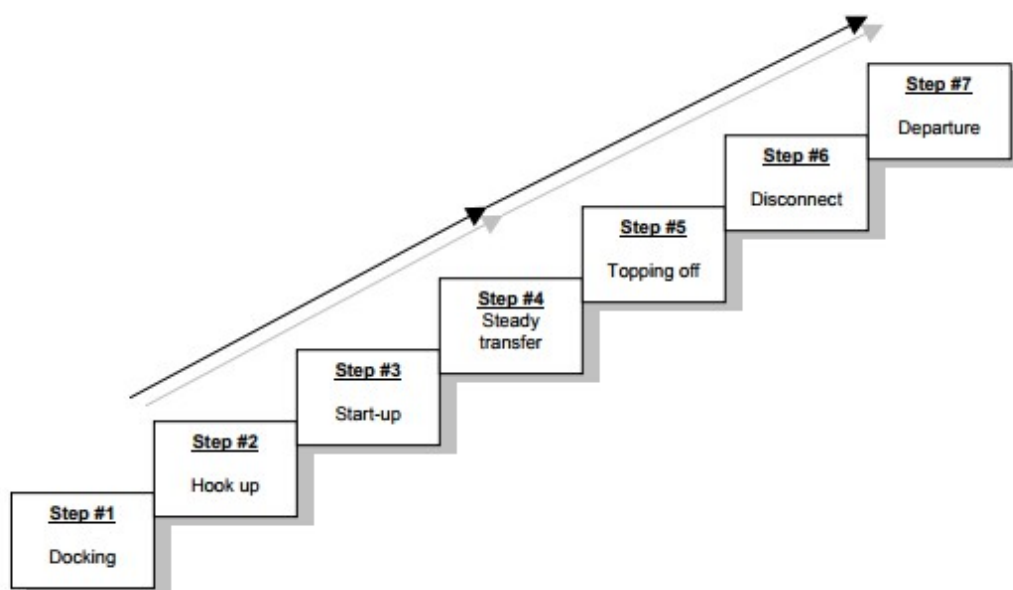 Step #1
Docking
Step #2
Hook up
Step #3
Start-up
Step #4
Steady
transfer
Step #5
Topping off
Step #6
Disconnect
Step #7
Departure